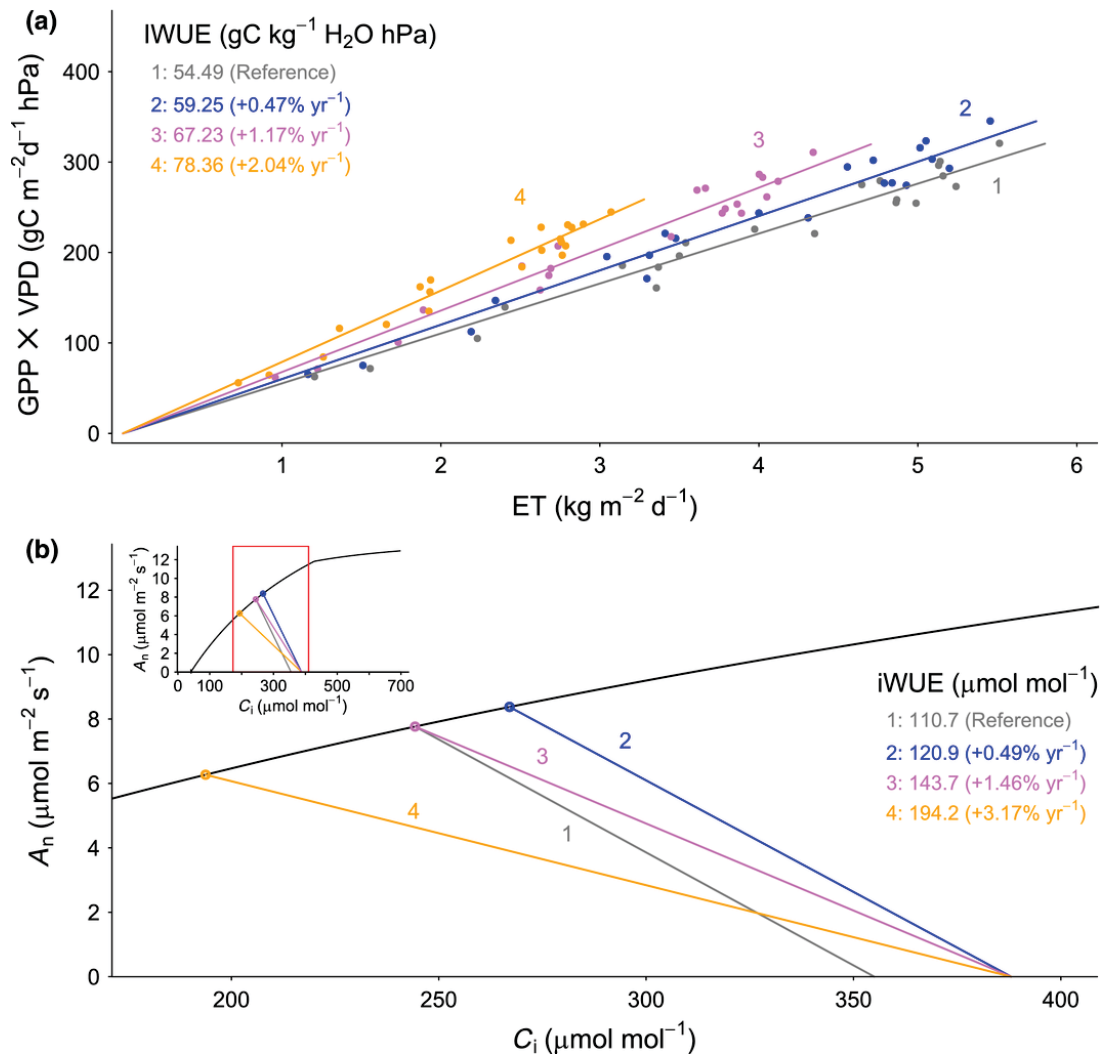 (a)
IWUE (gC kg⁻¹ H₂O hPa)
1: 54.49 (Reference)
2: 59.25 (+0.47% yr⁻¹)
3: 67.23 (+1.17% yr⁻¹)
4: 78.36 (+2.04% yr⁻¹)
GPP X VPD (gC m⁻²d⁻¹ hPa)
400
300
200
100
0
4
3
2
1
1 2 3 4 5 6
ET (kg m⁻² d⁻¹)
(b)
Aₙ (μmol m⁻² s⁻¹)
12
10
8
6
4
2
0
0 100 300 500 700
Cᵢ (μmol mol⁻¹)
iWUE (μmol mol⁻¹)
1: 110.7 (Reference)
2: 120.9 (+0.49% yr⁻¹)
3: 143.7 (+1.46% yr⁻¹)
4: 194.2 (+3.17% yr⁻¹)
Aₙ (μmol m⁻² s⁻¹)
12
10
8
6
4
2
0
2
3
4
1
200 250 300 350 400
Cᵢ (μmol mol⁻¹)